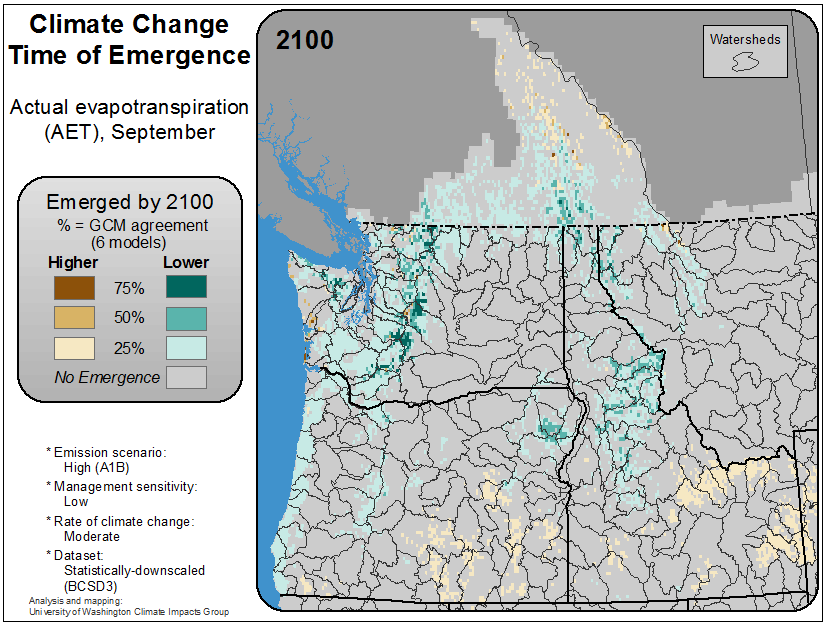 Climate Change
Time of Emergence
Actual evapotranspiration
(AET), September
Emerged by 2100
% = GCM agreement
(6 models)
Higher Lower
75%
50%
25%
No Emergence
* Emission scenario:
High (A1B)
* Management sensitivity:
Low
* Rate of climate change:
Moderate
* Dataset:
Statistically-downscaled
(BCSD3)
Analysis and mapping:
University of Washington Climate Impacts Group
2100
Watersheds